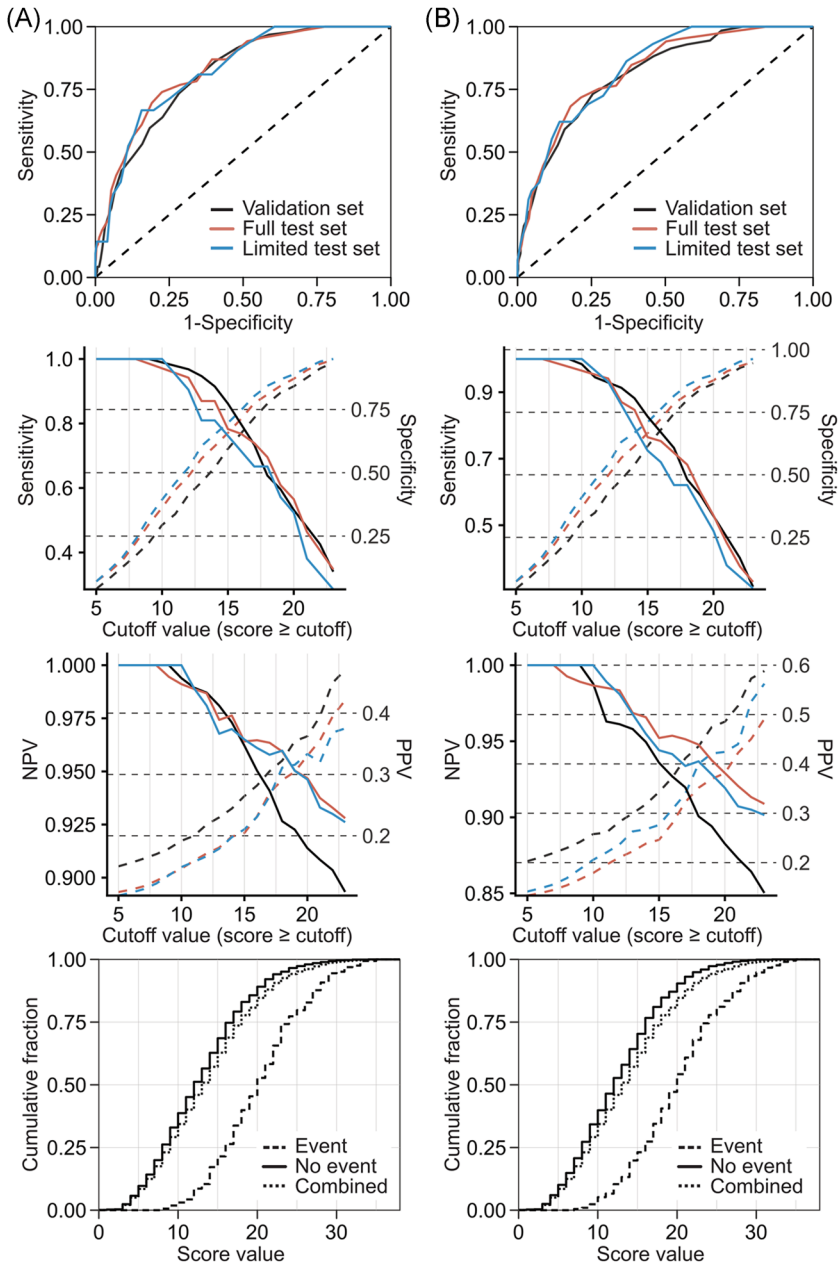 (A)
Sensitivity
1.00
0.75
0.50
0.25
0.00
Validation set
Full test set
Limited test set
0.00 0.25 0.50 0.75 1.00
1-Specificity
(B)
Sensitivity
1.00
0.75
0.50
0.25
0.00
Validation set
Full test set
Limited test set
0.00 0.25 0.50 0.75 1.00
1-Specificity
Sensitivity
1.0
0.8
0.6
0.4
0.75
0.50
0.25
Specificity
5 10 15 20
Cutoff value (score ≥ cutoff)
Sensitivity
0.9
0.7
0.5
1.00
0.75
0.50
0.25
Specificity
5 10 15 20
Cutoff value (score ≥ cutoff)
NPV
1.000
0.975
0.950
0.925
0.900
0.4
0.3
0.2
PPV
5 10 15 20
Cutoff value (score ≥ cutoff)
NPV
1.00
0.95
0.90
0.85
0.6
0.5
0.4
0.3
0.2
PPV
5 10 15 20
Cutoff value (score ≥ cutoff)
Cumulative fraction
1.00
0.75
0.50
0.25
0.00
Event
No event
Combined
0 10 20 30
Score value
Cumulative fraction
1.00
0.75
0.50
0.25
0.00
Event
No event
Combined
0 10 20 30
Score value